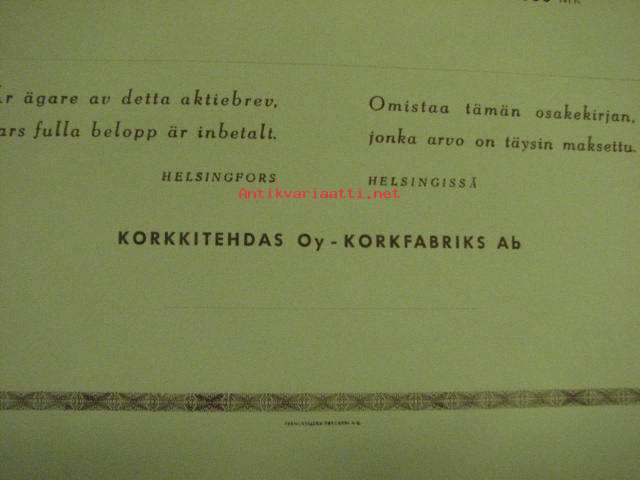 är ägare av detta aktiebrev,
ars fulla belopp är inbetalt.
HELSINGFORS
Omistaa tämän osakekirjan,
jonka arvo on täysin maksettu.
HELSINGISSÄ
Antikvariaatti.net
KORKKITEHDAS Oy - KORKFABRIKS Ab